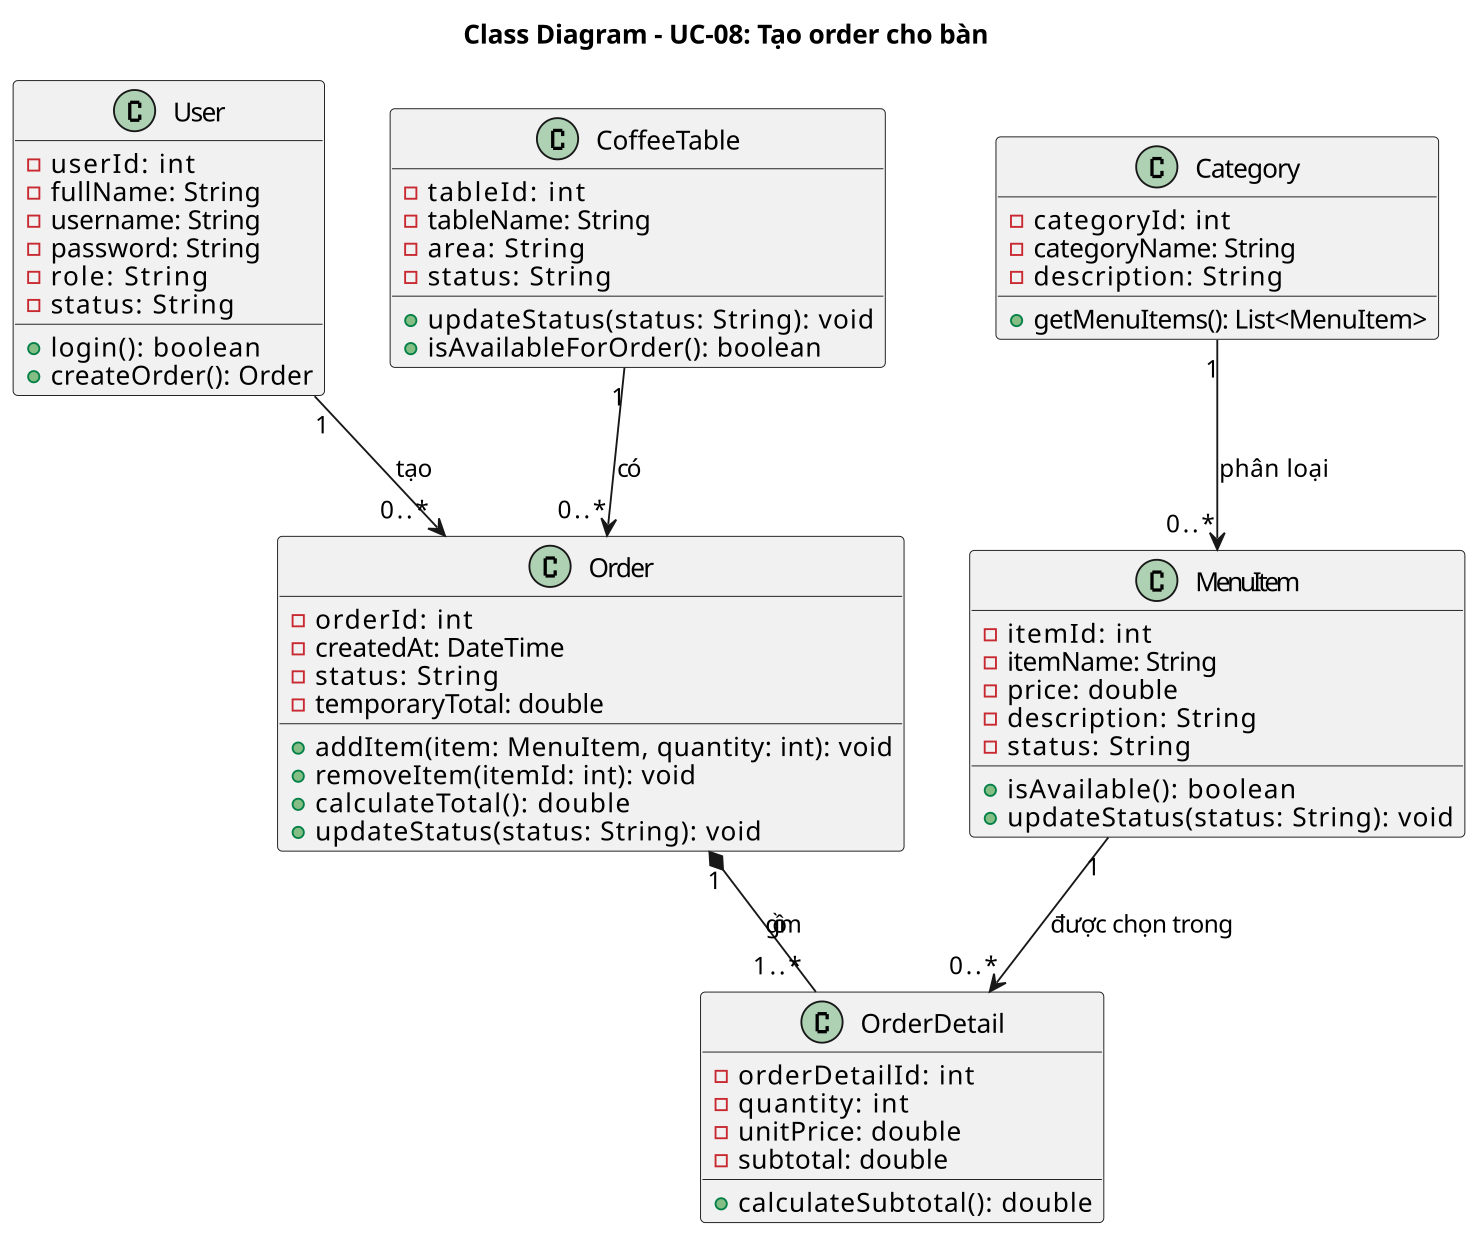 Class Diagram - UC-08: Tạo order cho bàn
C User
userId: int
fullName: String
username: String
password: String
role: String
status: String
login(): boolean
createOrder(): Order
C CoffeeTable
tableId: int
tableName: String
area: String
status: String
updateStatus(status: String): void
isAvailableForOrder(): boolean
C Category
categoryId: int
categoryName: String
description: String
getMenuItems(): List<MenuItem>
1
tạo
0..*
1
có
0..*
1
phân loại
0..*
C Order
orderId: int
createdAt: DateTime
status: String
temporaryTotal: double
addItem(item: MenuItem, quantity: int): void
removeItem(itemId: int): void
calculateTotal(): double
updateStatus(status: String): void
C MenuItem
itemId: int
itemName: String
price: double
description: String
status: String
isAvailable(): boolean
updateStatus(status: String): void
1
gồm
1..*
1
được chọn trong
0..*
C OrderDetail
orderDetailId: int
quantity: int
unitPrice: double
subtotal: double
calculateSubtotal(): double